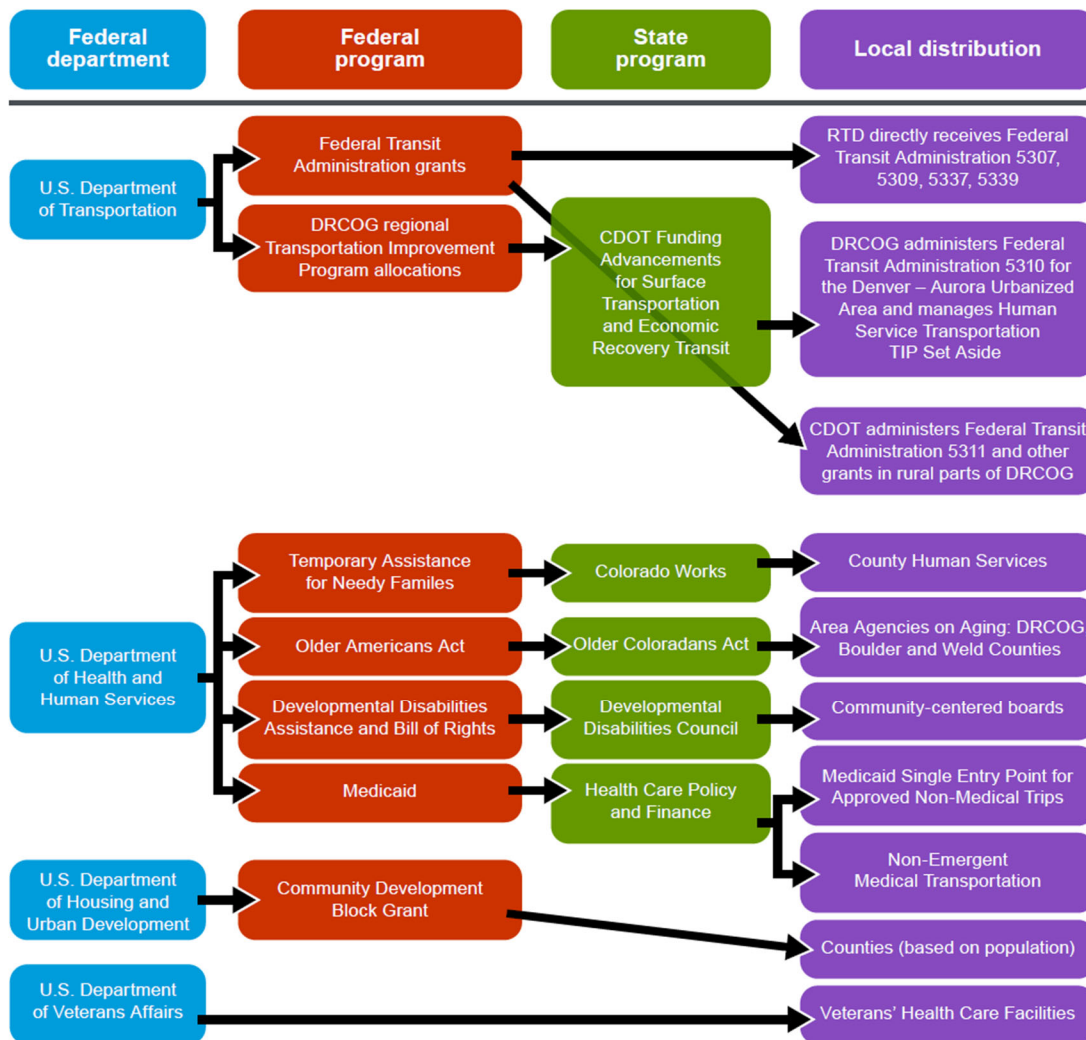 Federal
department
Federal
program
State
program
Local distribution
U.S. Department
of Transportation
Federal Transit
Administration grants
DRCOG regional
Transportation Improvement
Program allocations
CDOT Funding
Advancements
for Surface
Transportation
and Economic
Recovery Transit
RTD directly receives Federal
Transit Administration 5307,
5309, 5337, 5339
DRCOG administers Federal
Transit Administration 5310 for
the Denver – Aurora Urbanized
Area and manages Human
Service Transportation
TIP Set Aside
CDOT administers Federal Transit
Administration 5311 and other
grants in rural parts of DRCOG
U.S. Department
of Health and
Human Services
Temporary Assistance
for Needy Familes
Colorado Works
County Human Services
Older Americans Act
Older Coloradans Act
Area Agencies on Aging: DRCOG
Boulder and Weld Counties
Developmental Disabilities
Assistance and Bill of Rights
Developmental
Disabilities Council
Community-centered boards
Medicaid
Health Care Policy
and Finance
Medicaid Single Entry Point for
Approved Non-Medical Trips
Non-Emergent
Medical Transportation
U.S. Department
of Housing and
Urban Development
Community Development
Block Grant
Counties (based on population)
U.S. Department
of Veterans Affairs
Veterans' Health Care Facilities